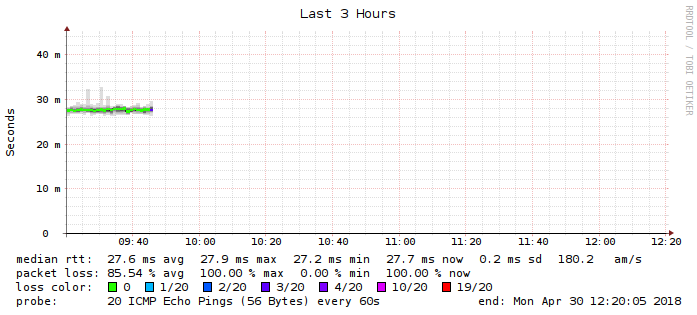 Last 3 Hours
RRDTOOL / TOBI OETIKER
Seconds
40 m
30 m
20 m
10 m
0
09:40 10:00 10:20 10:40 11:00 11:20 11:40 12:00 12:20
median rtt: 27.6 ms avg 27.9 ms max 27.2 ms min 27.7 ms now 0.2 ms sd 180.2 am/s
packet loss: 85.54 % avg 100.00 % max 0.00 % min 100.00 % now
loss color: 0 1/20 2/20 3/20 4/20 10/20 19/20
probe: 20 ICMP Echo Pings (56 Bytes) every 60s end: Mon Apr 30 12:20:05 2018